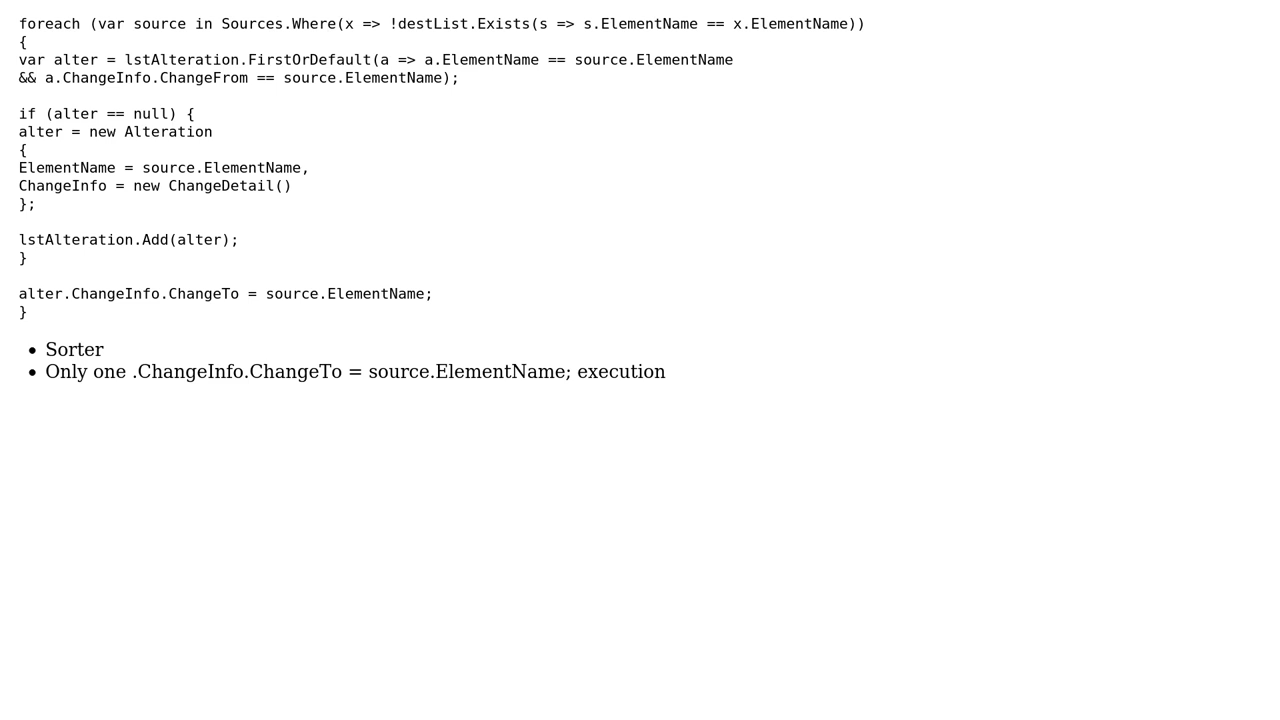 foreach (var source in Sources.Where(x => !destList.Exists(s => s.ElementName == x.ElementName))
{
var alter = lstAlteration.FirstOrDefault(a => a.ElementName == source.ElementName
&& a.ChangeInfo.ChangeFrom == source.ElementName);
if (alter == null) {
alter = new Alteration
{
ElementName = source.ElementName,
ChangeInfo = new ChangeDetail()
};
lstAlteration.Add(alter);
}
alter.ChangeInfo.ChangeTo = source.ElementName;
}
• Sorter
• Only one .ChangeInfo.ChangeTo = source.ElementName; execution